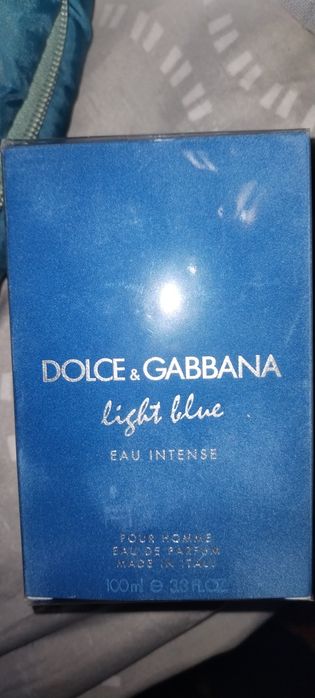 DOLCE & GABBANA
light blue
EAU INTENSE
POUR HOMME
EAU DE PARFUM
MADE IN ITALY
100ml ℮ 3.3 FL.OZ.